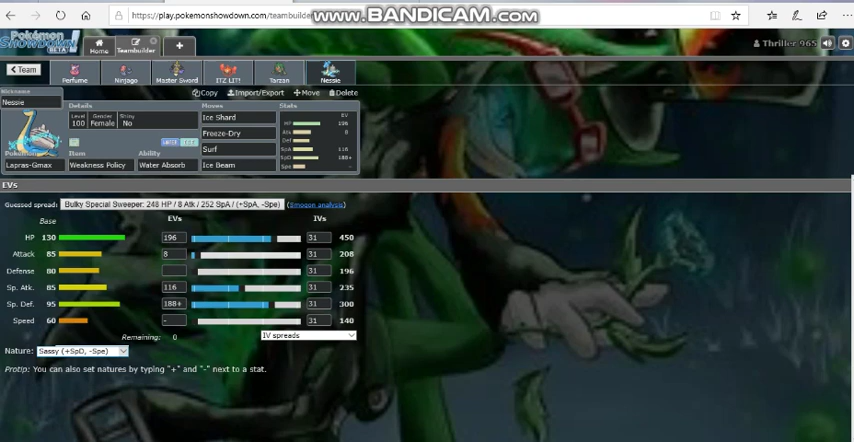 https://play.pokemonshowdown.com/teambuilder
www.BANDICAM.com
Pokémon
SHOWDOWN!
BETA
Home
Teambuilder
Thriller 965
Team
Perfume
Ninjago
Master Sword
ITZ LIT!
Tarzan
Nessie
Copy
Import/Export
Move
Delete
Nickname
Nessie
Details
Level Gender Shiny
100 Female No
Pokémon
Lapras-Gmax
Item
Weakness Policy
Ability
Water Absorb
Moves
Ice Shard
Freeze-Dry
Surf
Ice Beam
Stats
EV
HP 196
Atk 8
Def
SpA 116
SpD 188+
Spe -
EVs
Guessed spread: Bulky Special Sweeper: 248 HP / 8 Atk / 252 SpA / (+SpA, -Spe) (Smogon analysis)
Base EVs IVs
HP 130 196 31 450
Attack 85 8 31 208
Defense 80 31 196
Sp. Atk. 85 116 31 235
Sp. Def. 95 188+ 31 300
Speed 60 - 31 140
Remaining: 0 IV spreads
Nature: Sassy (+SpD, -Spe)
Protip: You can also set natures by typing "+" and "-" next to a stat.